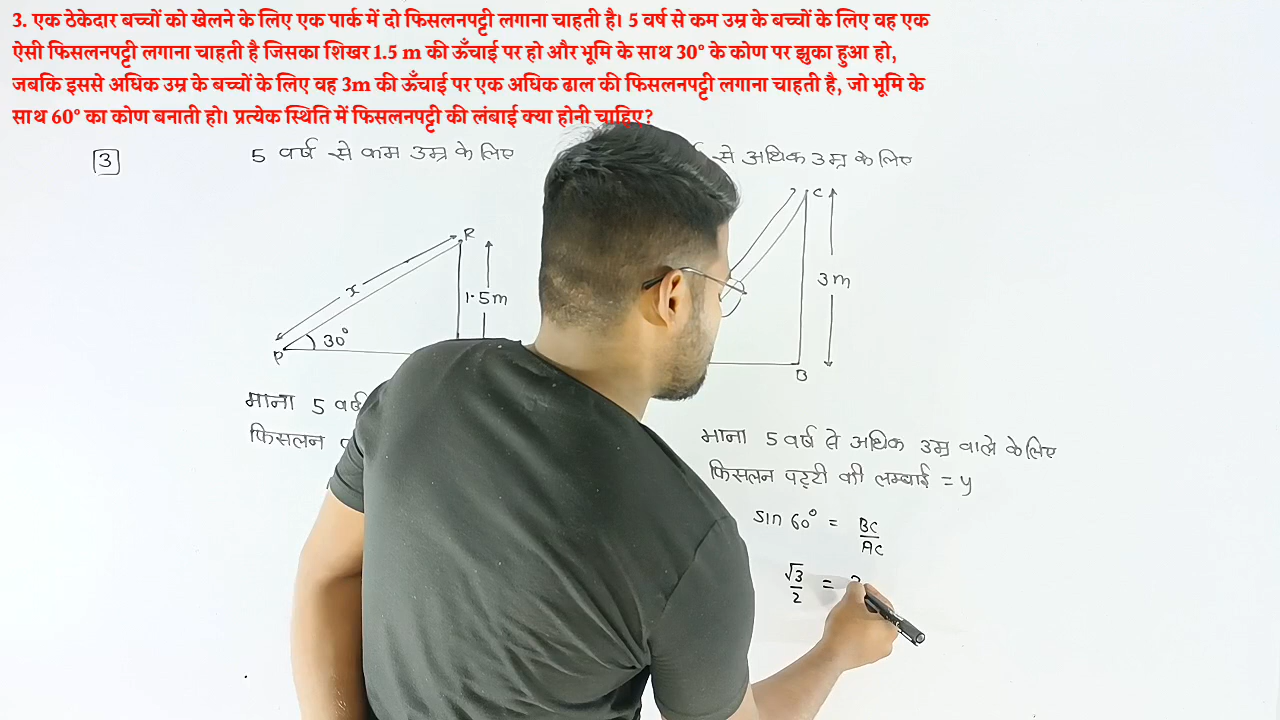 3. एक ठेकेदार बच्चों को खेलने के लिए एक पार्क में दो फिसलनपट्टी लगाना चाहती है। 5 वर्ष से कम उम्र के बच्चों के लिए वह एक
ऐसी फिसलनपट्टी लगाना चाहती है जिसका शिखर 1.5 m की ऊँचाई पर हो और भूमि के साथ 30° के कोण पर झुका हुआ हो,
जबकि इससे अधिक उम्र के बच्चों के लिए वह 3m की ऊँचाई पर एक अधिक ढाल की फिसलनपट्टी लगाना चाहती है, जो भूमि के
साथ 60° का कोण बनाती हो। प्रत्येक स्थिति में फिसलनपट्टी की लंबाई क्या होनी चाहिए?
3
5 वर्ष से कम उम्र के लिए
से अधिक उम्र के लिए
C
R
x
1.5m
3m
P
30°
B
माना 5 वर्ष
फिसलन
माना 5 वर्ष से अधिक उम्र वाले के लिए
फिसलन पट्टी की लम्बाई = y
sin 60° = BC/AC
√3/2 =